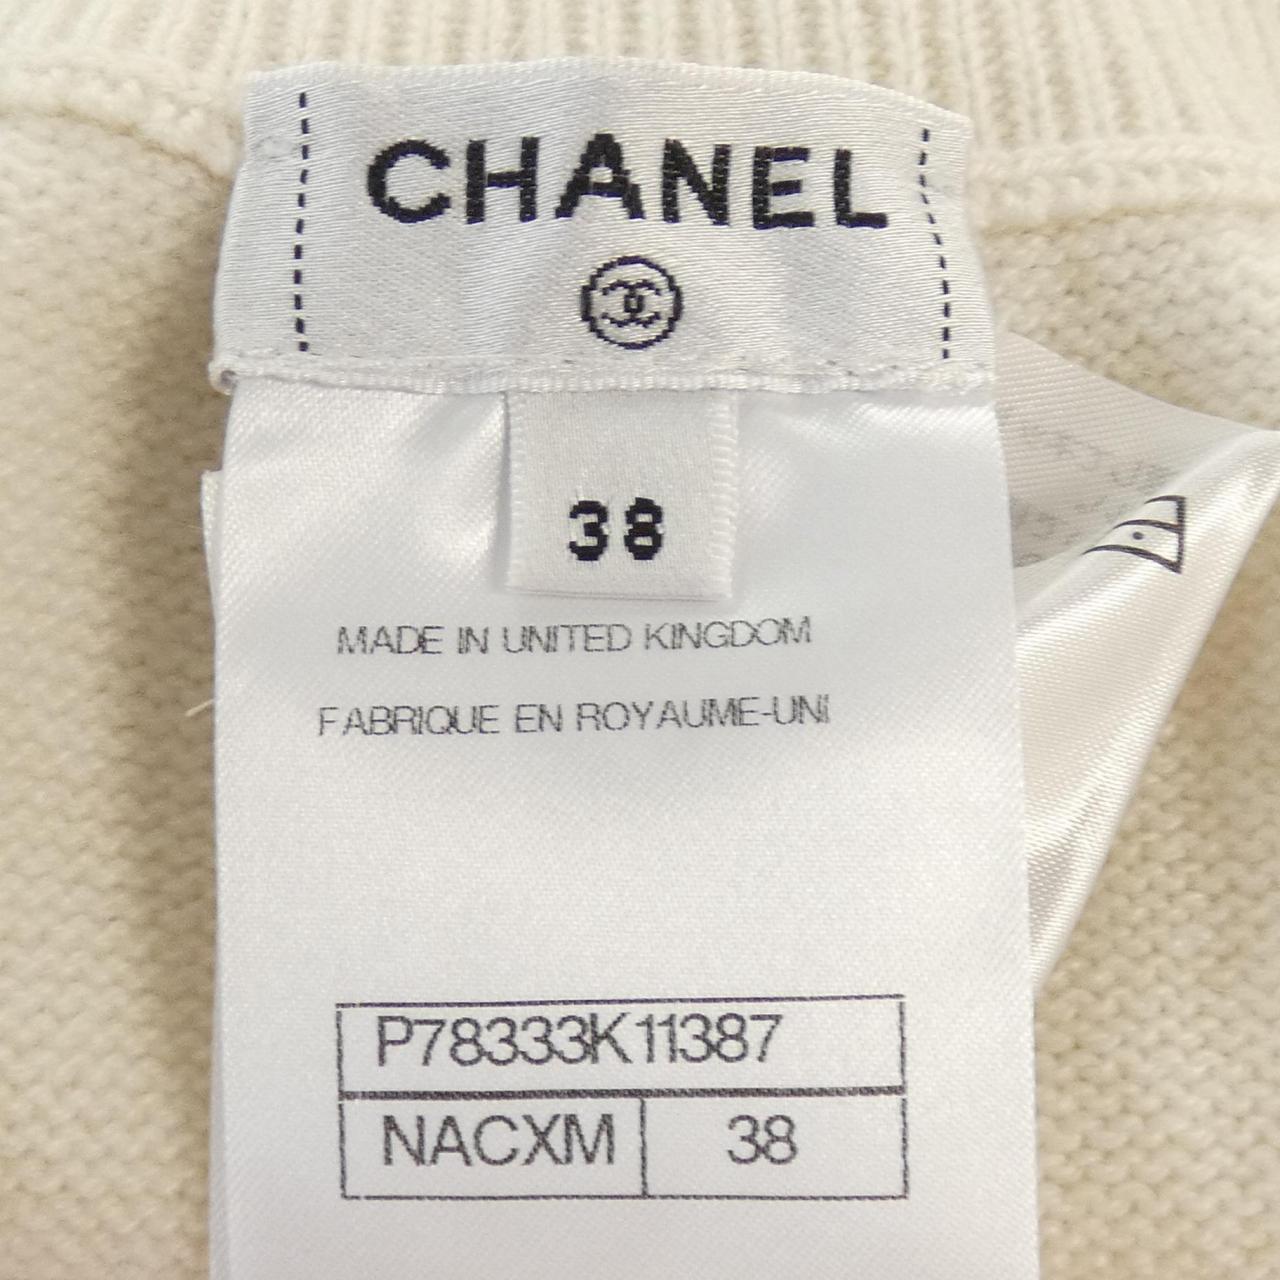 CHANEL
38
MADE IN UNITED KINGDOM
FABRIQUE EN ROYAUME-UNI
P78333K11387
NACXM 38